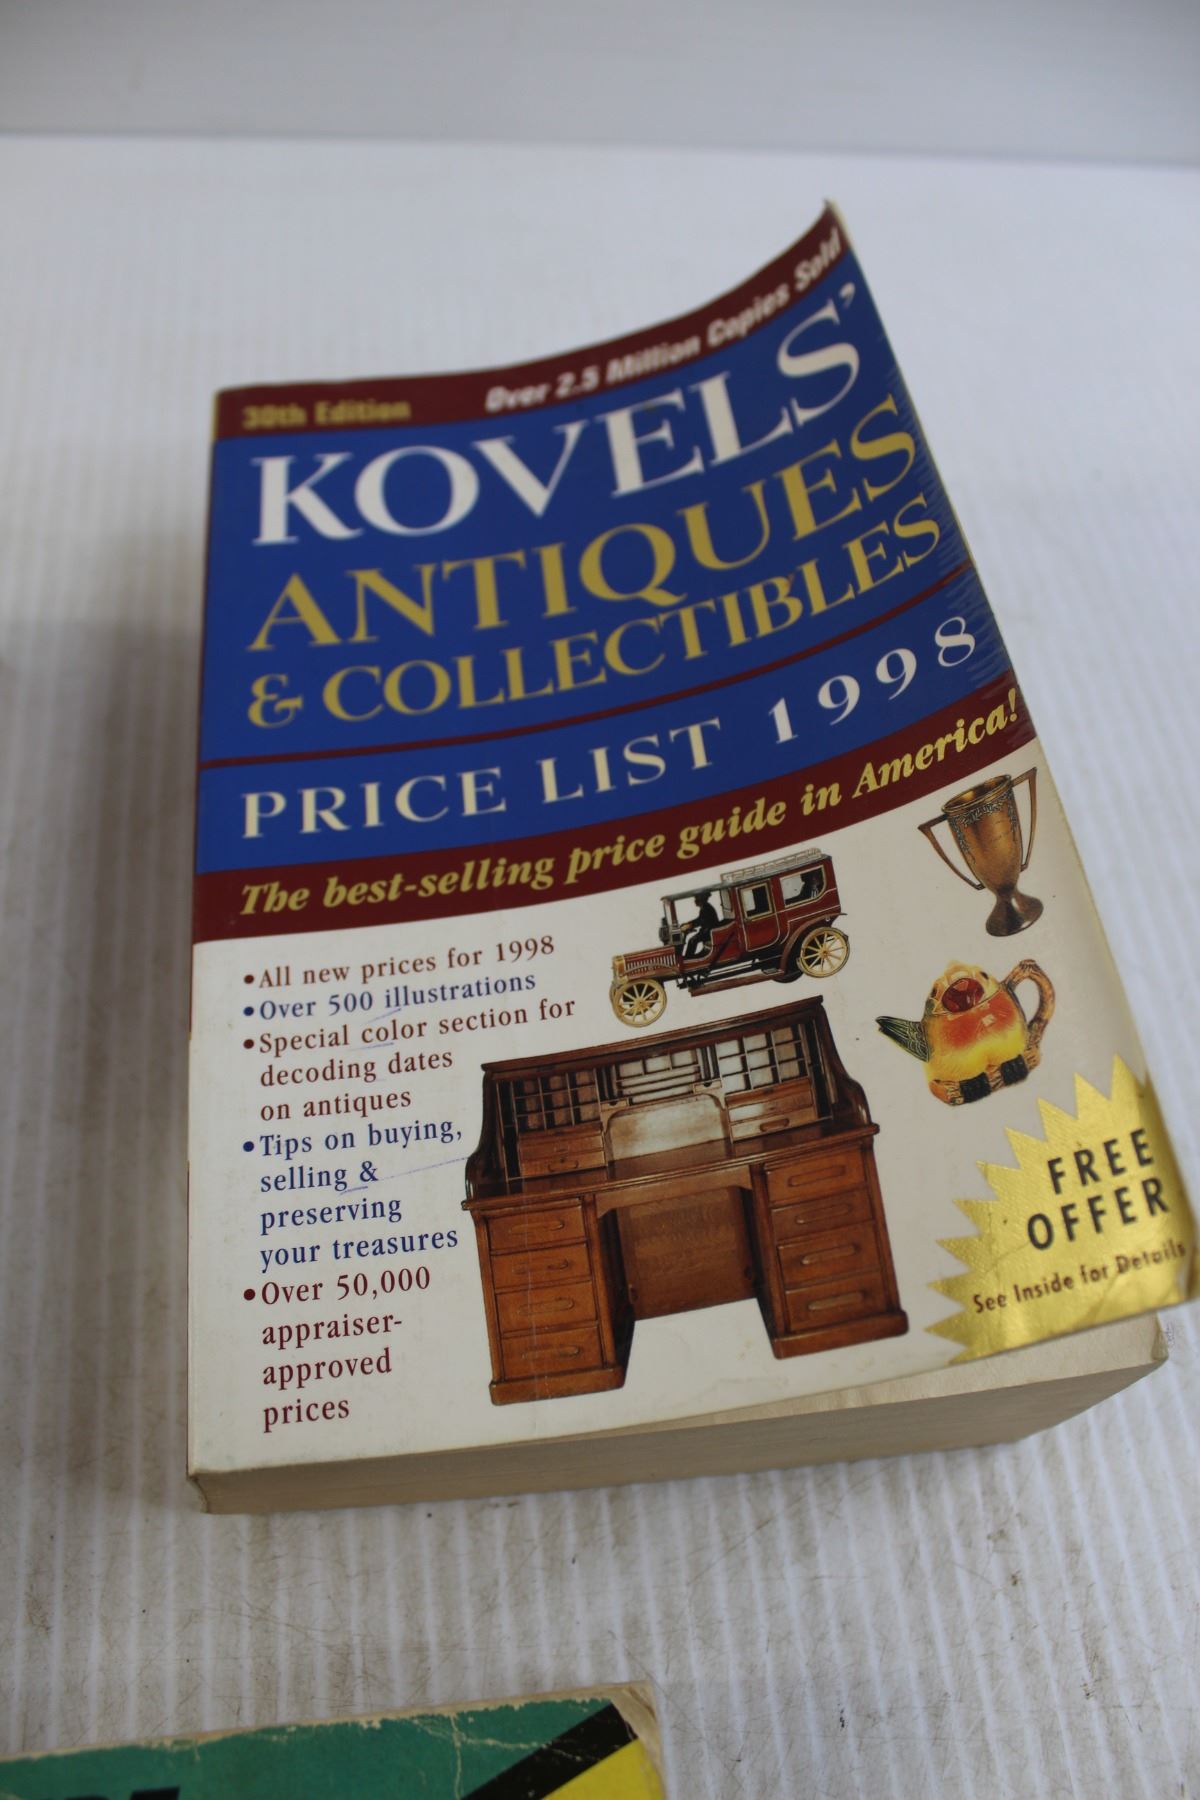 30th Edition
Over 2.5 Million Copies Sold
KOVELS'
ANTIQUES
& COLLECTIBLES
PRICE LIST 1998
The best-selling price guide in America!
•All new prices for 1998
•Over 500 illustrations
•Special color section for
decoding dates
on antiques
•Tips on buying,
selling &
preserving
your treasures
•Over 50,000
appraiser-
approved
prices
FREE
OFFER
See Inside for Details